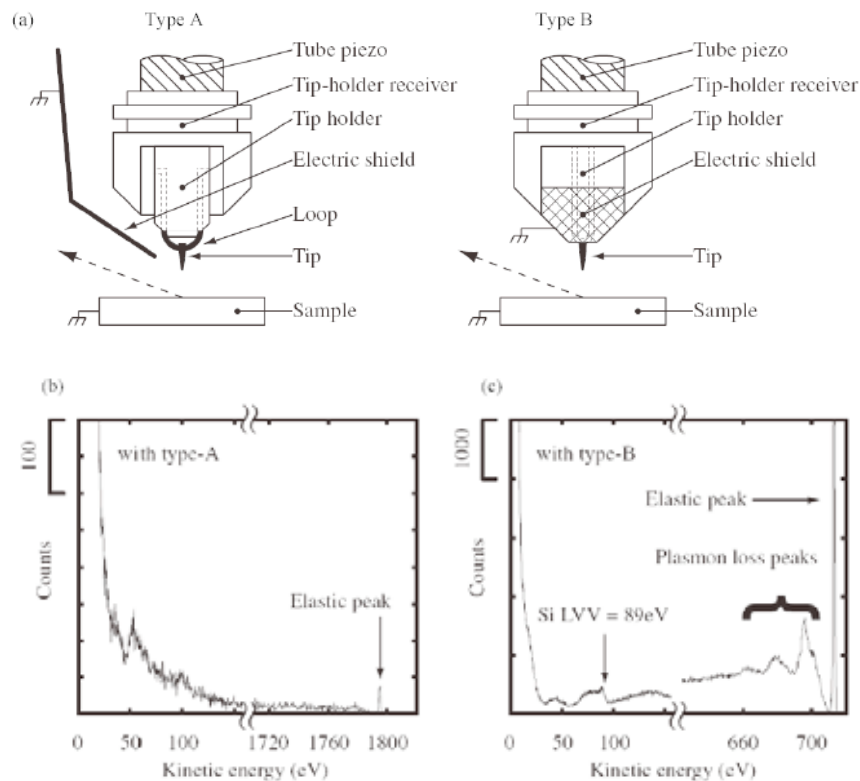 (a)
Type A
Type B
Tube piezo
Tip-holder receiver
Tip holder
Electric shield
Loop
Tip
Sample
Tube piezo
Tip-holder receiver
Tip holder
Electric shield
Tip
Sample
(b)
100
with type-A
Elastic peak
Counts
0 50 100 1720 1760 1800
Kinetic energy (eV)
(c)
1000
with type-B
Elastic peak
Plasmon loss peaks
Si LVV = 89eV
Counts
0 50 100 660 700
Kinetic energy (eV)